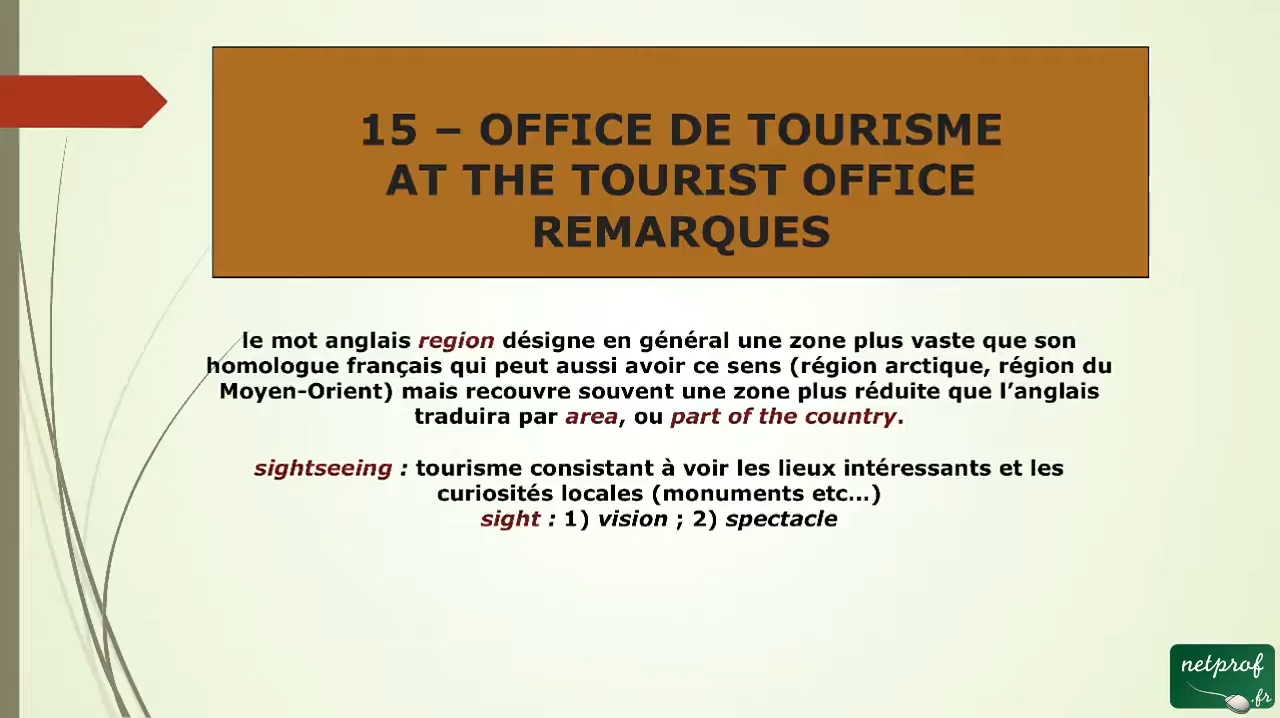 15 – OFFICE DE TOURISME
AT THE TOURIST OFFICE
REMARQUES
le mot anglais region désigne en général une zone plus vaste que son
homologue français qui peut aussi avoir ce sens (région arctique, région du
Moyen-Orient) mais recouvre souvent une zone plus réduite que l’anglais
traduira par area, ou part of the country.
sightseeing : tourisme consistant à voir les lieux intéressants et les
curiosités locales (monuments etc…)
sight : 1) vision ; 2) spectacle
netprof
.fr